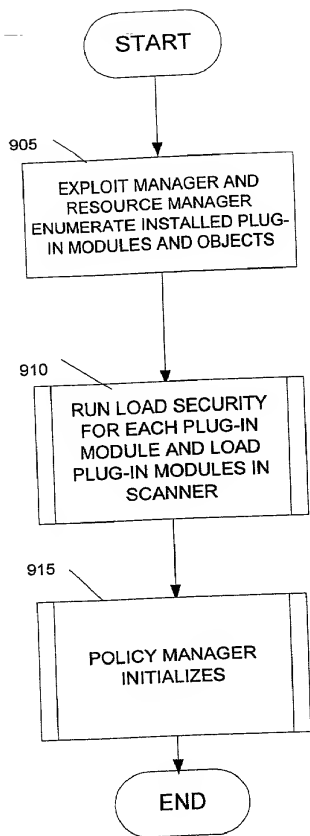 START
905
EXPLOIT MANAGER AND
RESOURCE MANAGER
ENUMERATE INSTALLED PLUG-
IN MODULES AND OBJECTS
910
RUN LOAD SECURITY
FOR EACH PLUG-IN
MODULE AND LOAD
PLUG-IN MODULES IN
SCANNER
915
POLICY MANAGER
INITIALIZES
END